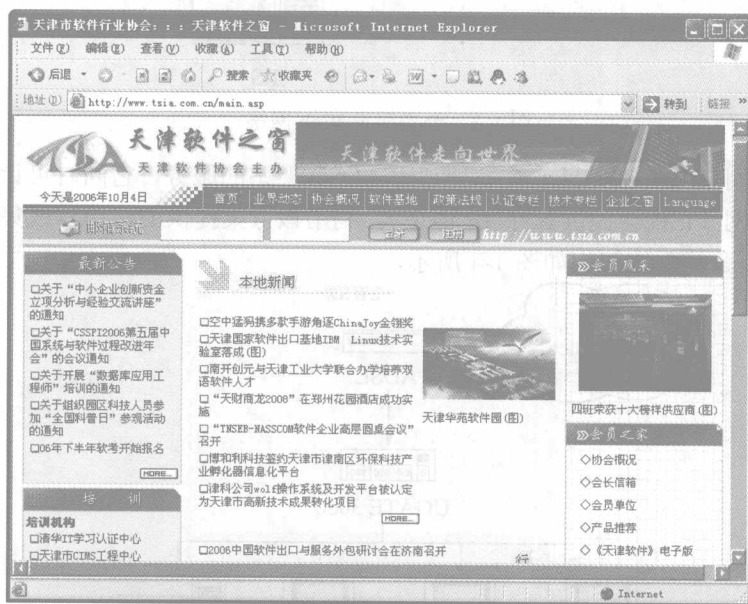 天津市软件行业协会：：：天津软件之窗 - Microsoft Internet Explorer
文件(F) 编辑(E) 查看(V) 收藏(A) 工具(T) 帮助(H)
后退 搜索 收藏夹
地址(D) http://www.tsia.com.cn/main.asp 转到 链接 »
TSIA 天津软件之窗
天津软件协会主办
天津软件走向世界
今天是2006年10月4日 首页 业界动态 协会概况 软件基地 政策法规 认证专栏 技术专栏 企业之窗 Language
邮箱系统 登录 注册 http://www.tsia.com.cn
最新公告
□关于“中小企业创新资金
立项分析与经验交流讲座”
的通知
□关于“CSSPI2006第五届中
国系统与软件过程改进年
会”的会议通知
□关于开展“数据库应用工
程师”培训的通知
□关于组织园区科技人员参
加“全国科普日”参观活动
的通知
□06年下半年软考开始报名
MORE...
培 训
培训机构
□清华IT学习认证中心
□天津市CIMS工程中心
本地新闻
□空中猛犸携多款手游角逐ChinaJoy金翎奖
□天津国家软件出口基地IBM Linux技术实
验室落成(图)
□南开创元与天津工业大学联合办学培养双
语软件人才
□“天财商龙2008”在郑州花园酒店成功实
施
□“TNSEB-NASSCOM软件企业高层圆桌会议”
召开
□博和利科技签约天津市津南区环保科技产
业孵化器信息化平台
□津科公司wolf操作系统及开发平台被认定
为天津市高新技术成果转化项目
MORE...
天津华苑软件园(图)
□2006中国软件出口与服务外包研讨会在济南召开
行
会员风采
四班荣获十大榜样供应商(图)
会员之家
◇协会概况
◇会长信箱
◇会员单位
◇产品推荐
◇《天津软件》电子版
Internet